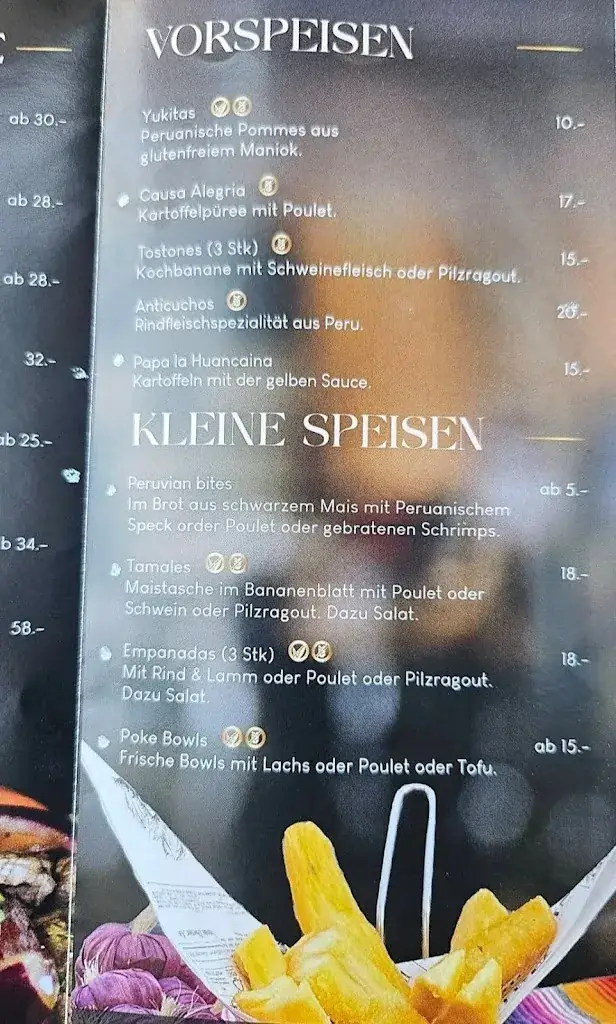 VORSPEISEN
Yukitas 10.-
Peruanische Pommes aus
glutenfreiem Maniok.
Causa Alegria 17.-
Kartoffelpüree mit Poulet.
Tostones (3 Stk) 15.-
Kochbanane mit Schweinefleisch oder Pilzragout.
Anticuchos 20.-
Rindfleischspezialität aus Peru.
Papa la Huancaina 15.-
Kartoffeln mit der gelben Sauce.
KLEINE SPEISEN
Peruvian bites ab 5.-
Im Brot aus schwarzem Mais mit Peruanischem
Speck order Poulet oder gebratenen Schrimps.
Tamales 18.-
Maistasche im Bananenblatt mit Poulet oder
Schwein oder Pilzragout. Dazu Salat.
Empanadas (3 Stk) 18.-
Mit Rind & Lamm oder Poulet oder Pilzragout.
Dazu Salat.
Poke Bowls ab 15.-
Frische Bowls mit Lachs oder Poulet oder Tofu.
ab 30.-
ab 28.-
ab 28.-
32.-
ab 25.-
b 34.-
58.-